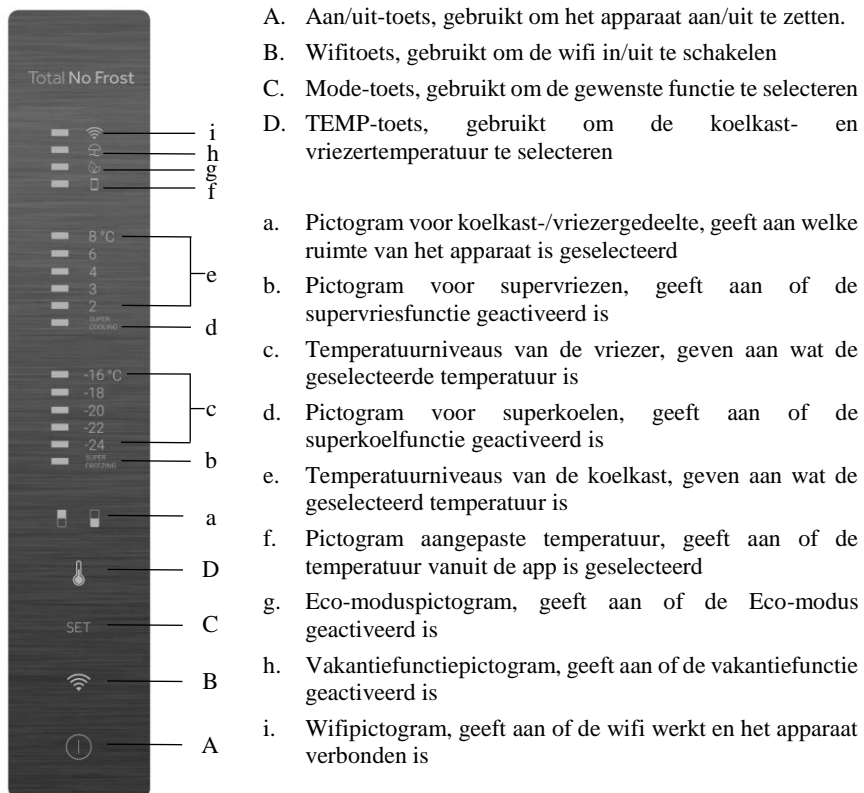 Total No Frost
i
h
g
f
8 °C
6
4
3
2
e
SUPER
COOLING
d
-16 °C
-18
-20
-22
-24
c
SUPER
FREEZING
b
a
D
SET
C
B
A
A. Aan/uit-toets, gebruikt om het apparaat aan/uit te zetten.
B. Wifitoets, gebruikt om de wifi in/uit te schakelen
C. Mode-toets, gebruikt om de gewenste functie te selecteren
D. TEMP-toets, gebruikt om de koelkast- en
vriezertemperatuur te selecteren
a. Pictogram voor koelkast-/vriezergedeelte, geeft aan welke
ruimte van het apparaat is geselecteerd
b. Pictogram voor supervriezen, geeft aan of de
supervriesfunctie geactiveerd is
c. Temperatuurniveaus van de vriezer, geven aan wat de
geselecteerde temperatuur is
d. Pictogram voor superkoelen, geeft aan of de
superkoelfunctie geactiveerd is
e. Temperatuurniveaus van de koelkast, geven aan wat de
geselecteerd temperatuur is
f. Pictogram aangepaste temperatuur, geeft aan of de
temperatuur vanuit de app is geselecteerd
g. Eco-moduspictogram, geeft aan of de Eco-modus
geactiveerd is
h. Vakantiefunctiepictogram, geeft aan of de vakantiefunctie
geactiveerd is
i. Wifipictogram, geeft aan of de wifi werkt en het apparaat
verbonden is